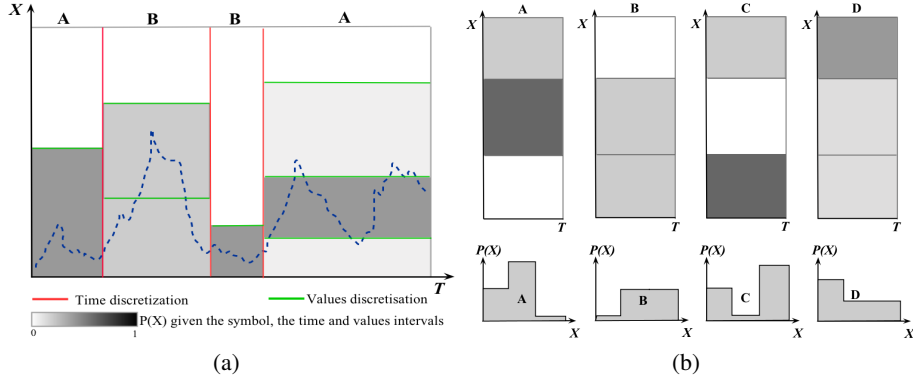 X
A B B A
T
Time discretization
Values discretisation
P(X) given the symbol, the time and values intervals
0 1
(a)
A B C D
X X X X
T T T T
P(X) P(X) P(X) P(X)
A B C D
X X X X
(b)